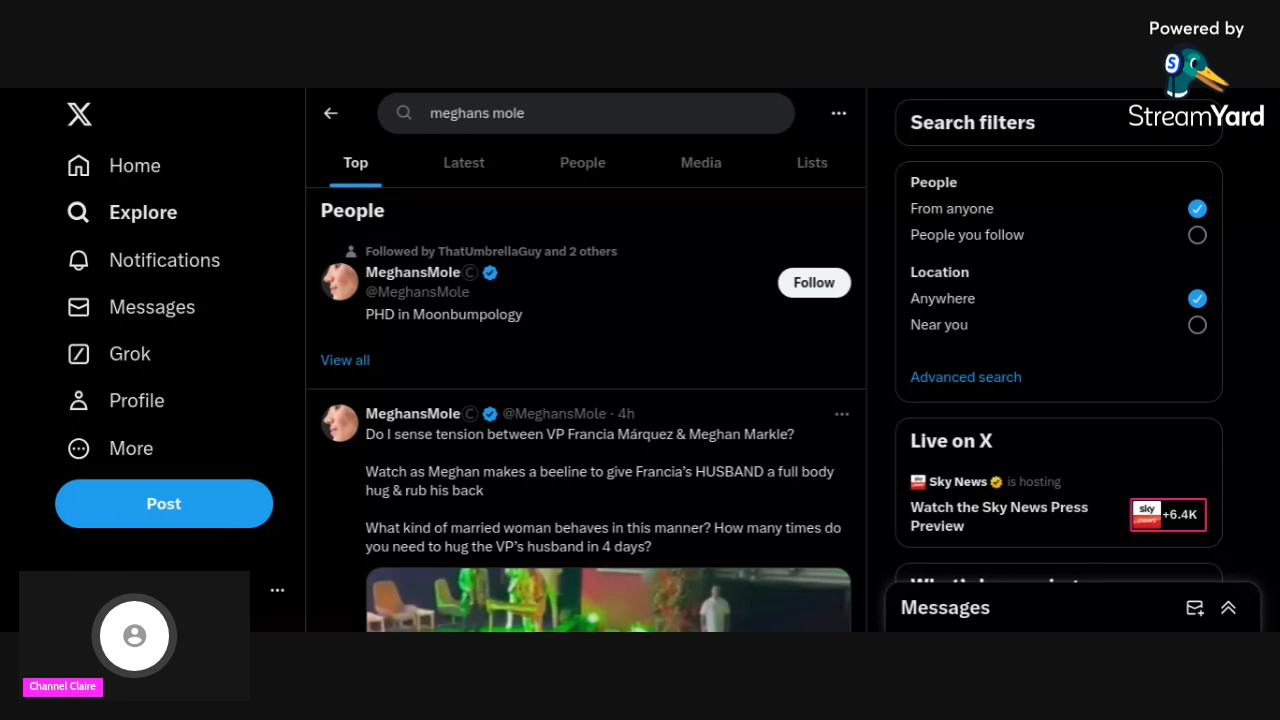 Powered by
S
StreamYard
meghans mole
Home
Explore
Notifications
Messages
Grok
Profile
More
Post
Channel Claire
Top Latest People Media Lists
People
Followed by ThatUmbrellaGuy and 2 others
MeghansMole©
@MeghansMole
PHD in Moonbumpology
Follow
View all
MeghansMole© @MeghansMole · 4h
Do I sense tension between VP Francia Márquez & Meghan Markle?
Watch as Meghan makes a beeline to give Francia’s HUSBAND a full body
hug & rub his back
What kind of married woman behaves in this manner? How many times do
you need to hug the VP’s husband in 4 days?
Search filters
People
From anyone
People you follow
Location
Anywhere
Near you
Advanced search
Live on X
Sky News is hosting
Watch the Sky News Press
Preview
sky
news
+6.4K
Messages